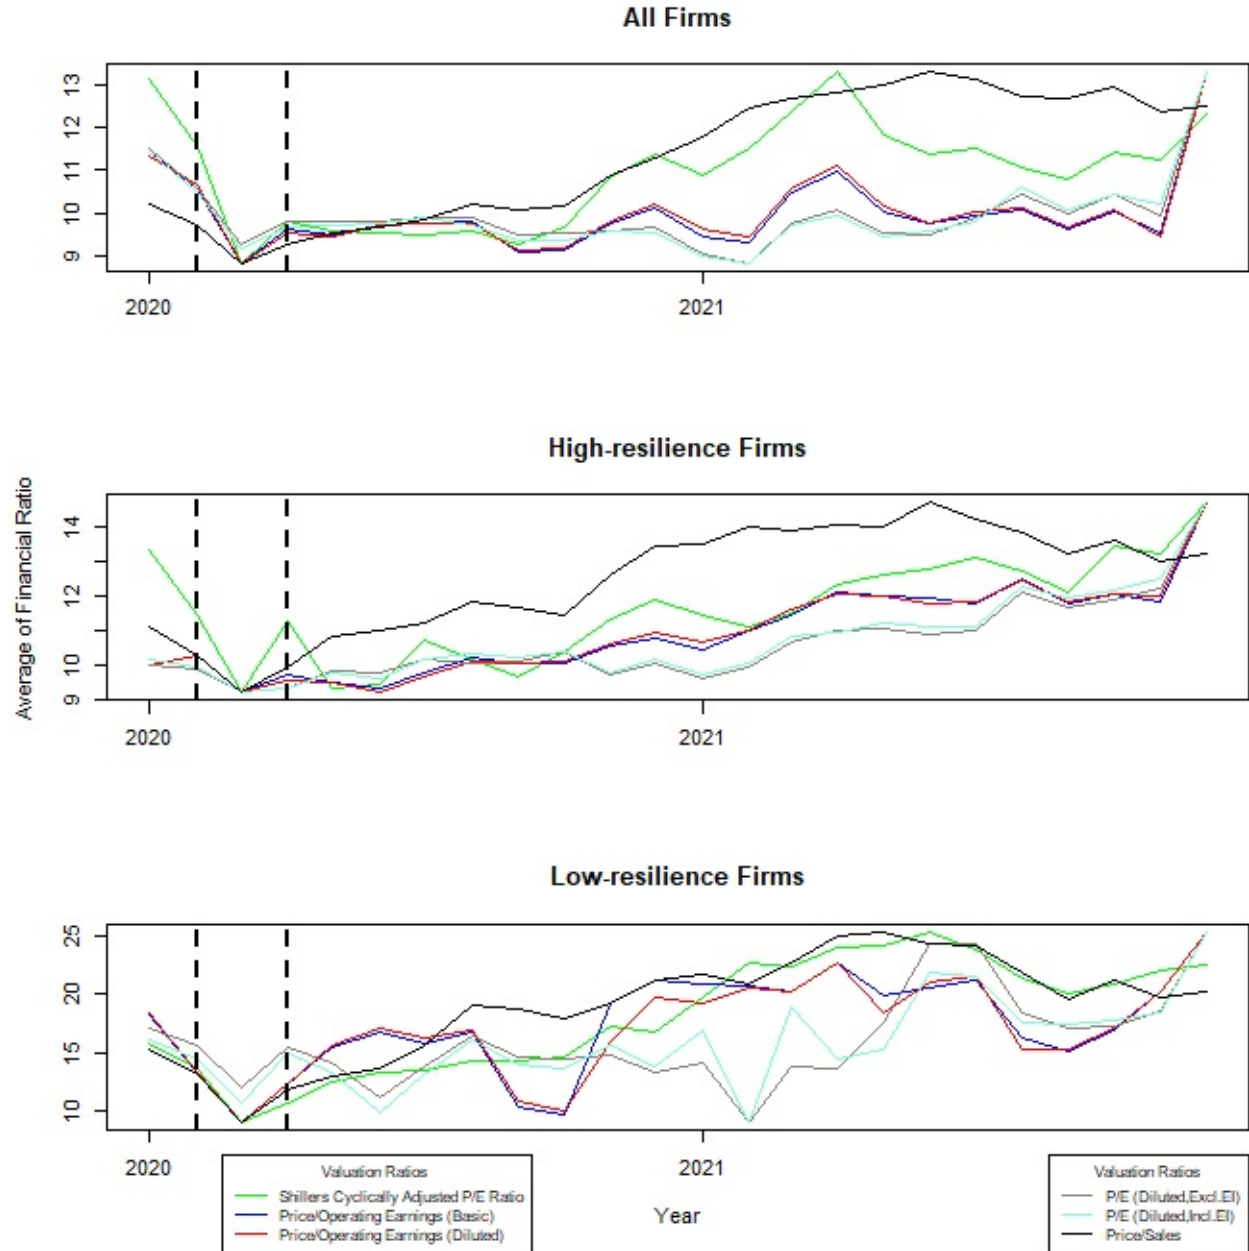 All Firms
13
12
11
10
9
2020
2021
High-resilience Firms
Average of Financial Ratio
14
12
10
9
2020
2021
Low-resilience Firms
25
20
15
10
2020
2021
Year
Valuation Ratios
Shillers Cyclically Adjusted P/E Ratio
Price/Operating Earnings (Basic)
Price/Operating Earnings (Diluted)
Valuation Ratios
P/E (Diluted,Excl.EI)
P/E (Diluted,Incl.EI)
Price/Sales